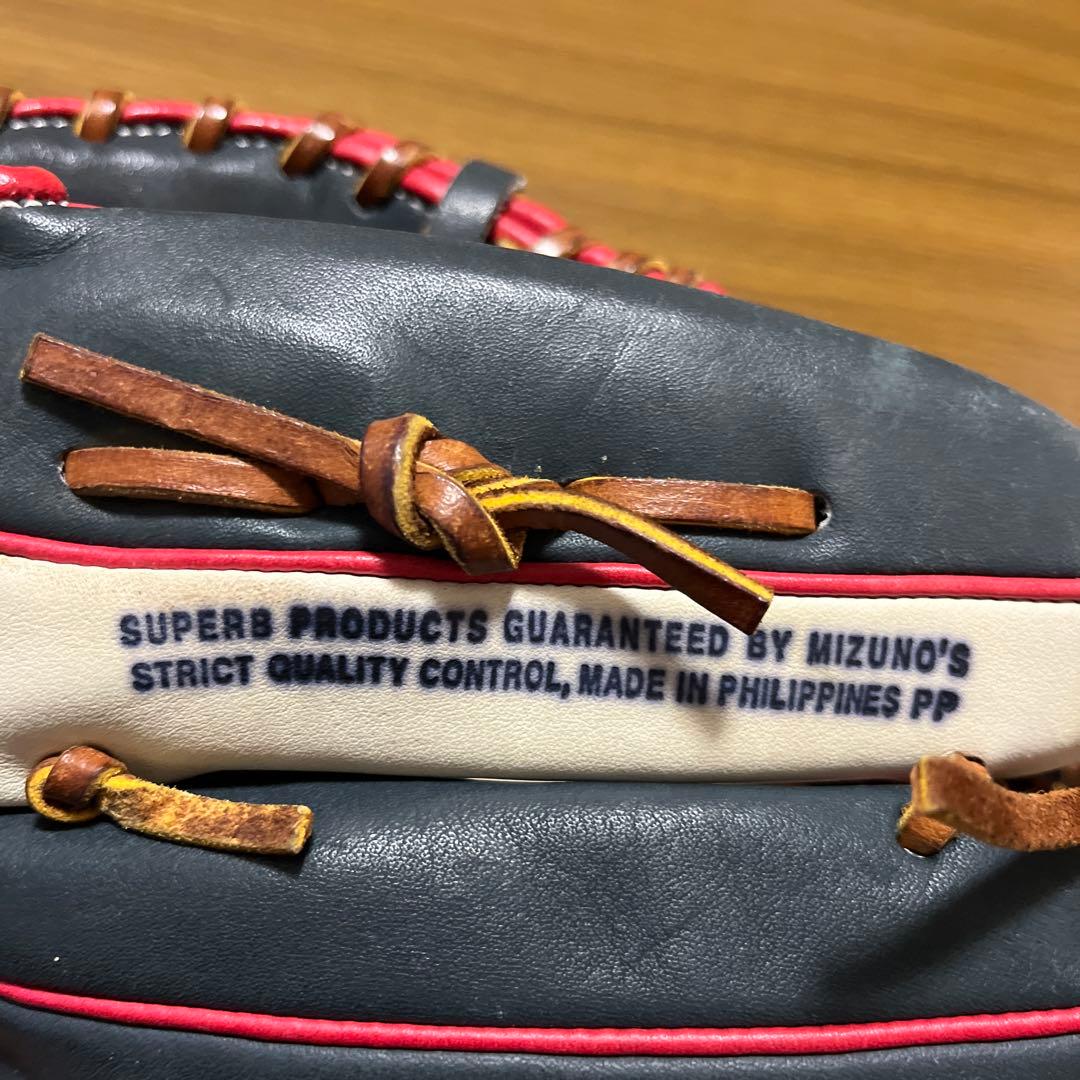 SUPERB PRODUCTS GUARANTEED BY MIZUNO'S
STRICT QUALITY CONTROL, MADE IN PHILIPPINES PP